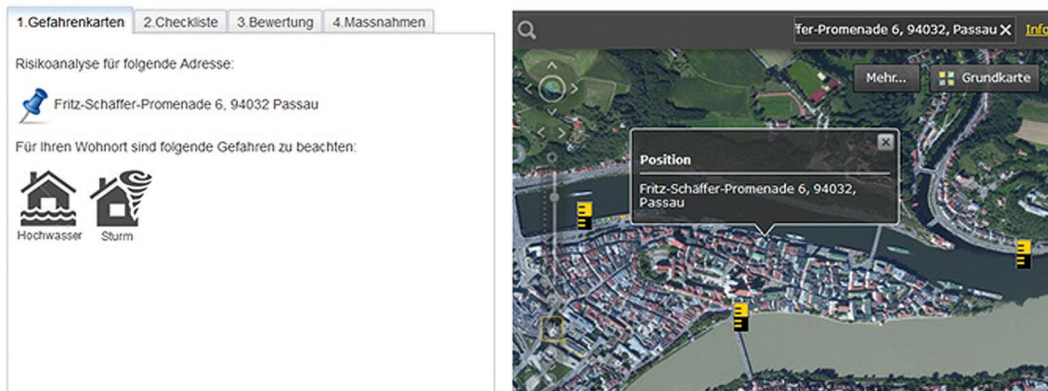 1.Gefahrenkarten
2.Checkliste
3.Bewertung
4.Massnahmen
Risikoanalyse für folgende Adresse:
Fritz-Schäffer-Promenade 6, 94032 Passau
Für Ihren Wohnort sind folgende Gefahren zu beachten:
Hochwasser
Sturm
fer-Promenade 6, 94032, Passau X
Info
Mehr...
Grundkarte
Position
Fritz-Schäffer-Promenade 6, 94032,
Passau